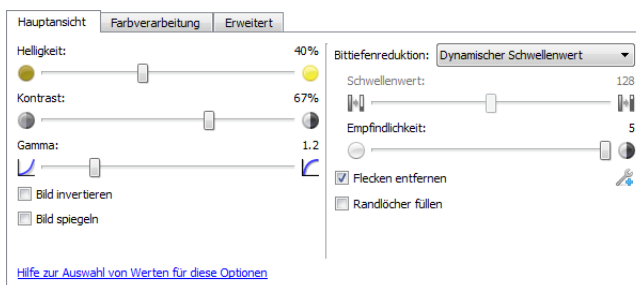 Hauptansicht Farbverarbeitung Erweitert
Helligkeit: 40%
Kontrast: 67%
Gamma: 1.2
Bild invertieren
Bild spiegeln
Hilfe zur Auswahl von Werten für diese Optionen
Bittiefenreduktion: Dynamischer Schwellenwert
Schwellenwert: 128
Empfindlichkeit: 5
Flecken entfernen
Randlöcher füllen